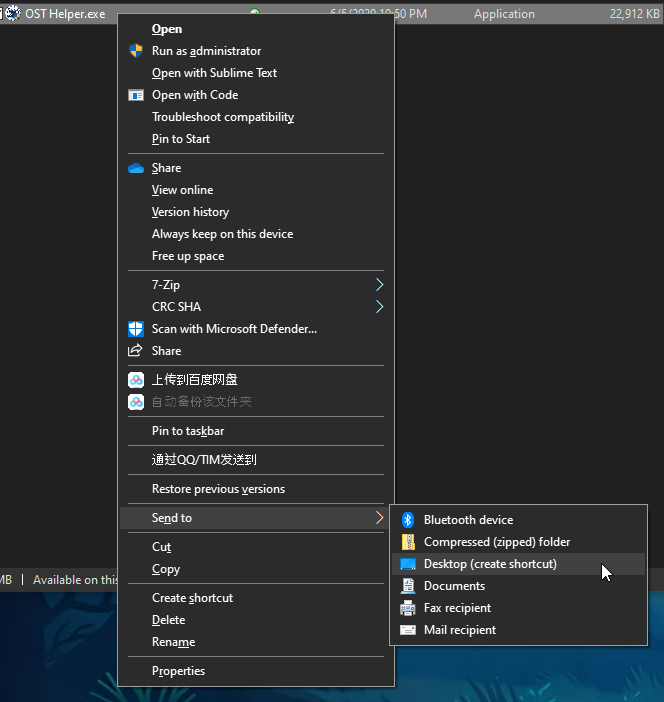 OST Helper.exe
6/5/2020 10:50 PM
Application
22,912 KB
Open
Run as administrator
Open with Sublime Text
Open with Code
Troubleshoot compatibility
Pin to Start
Share
View online
Version history
Always keep on this device
Free up space
7-Zip
CRC SHA
Scan with Microsoft Defender...
Share
上传到百度网盘
自动备份该文件夹
Pin to taskbar
通过QQ/TIM发送到
Restore previous versions
Send to
Bluetooth device
Compressed (zipped) folder
Desktop (create shortcut)
Documents
Fax recipient
Mail recipient
Cut
Copy
MB | Available on this
Create shortcut
Delete
Rename
Properties